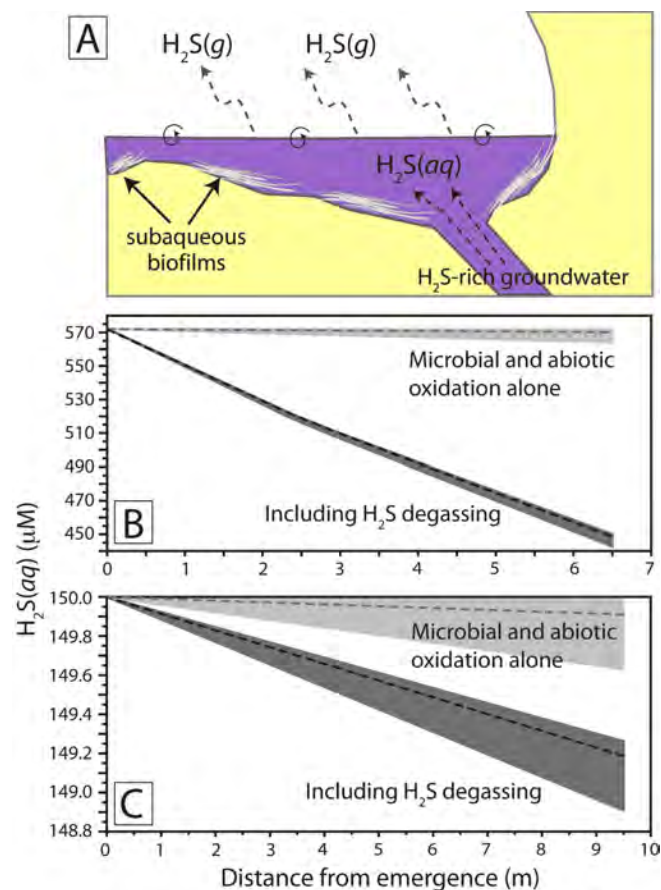 A
H₂S(g) H₂S(g)
H₂S(aq)
subaqueous
biofilms
H₂S-rich groundwater
570
550
530
510
490
470
450
Microbial and abiotic
oxidation alone
Including H₂S degassing
B
0 1 2 3 4 5 6 7
H₂S(aq) (µM)
150.0
149.8
149.6
149.4
149.2
149.0
148.8
Microbial and abiotic
oxidation alone
Including H₂S degassing
C
0 1 2 3 4 5 6 7 8 9 10
Distance from emergence (m)